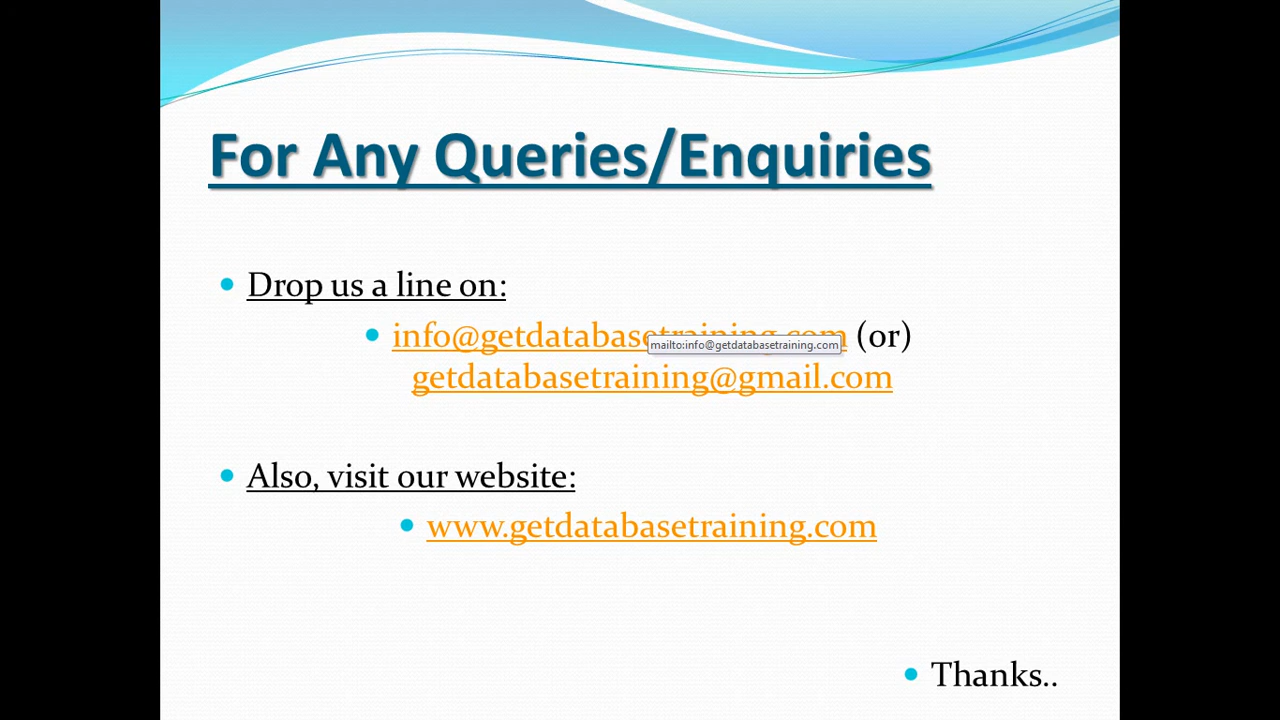 For Any Queries/Enquiries
Drop us a line on:
info@getdatabasetraining.com (or)
mailto:info@getdatabasetraining.com
getdatabasetraining@gmail.com
Also, visit our website:
www.getdatabasetraining.com
Thanks..